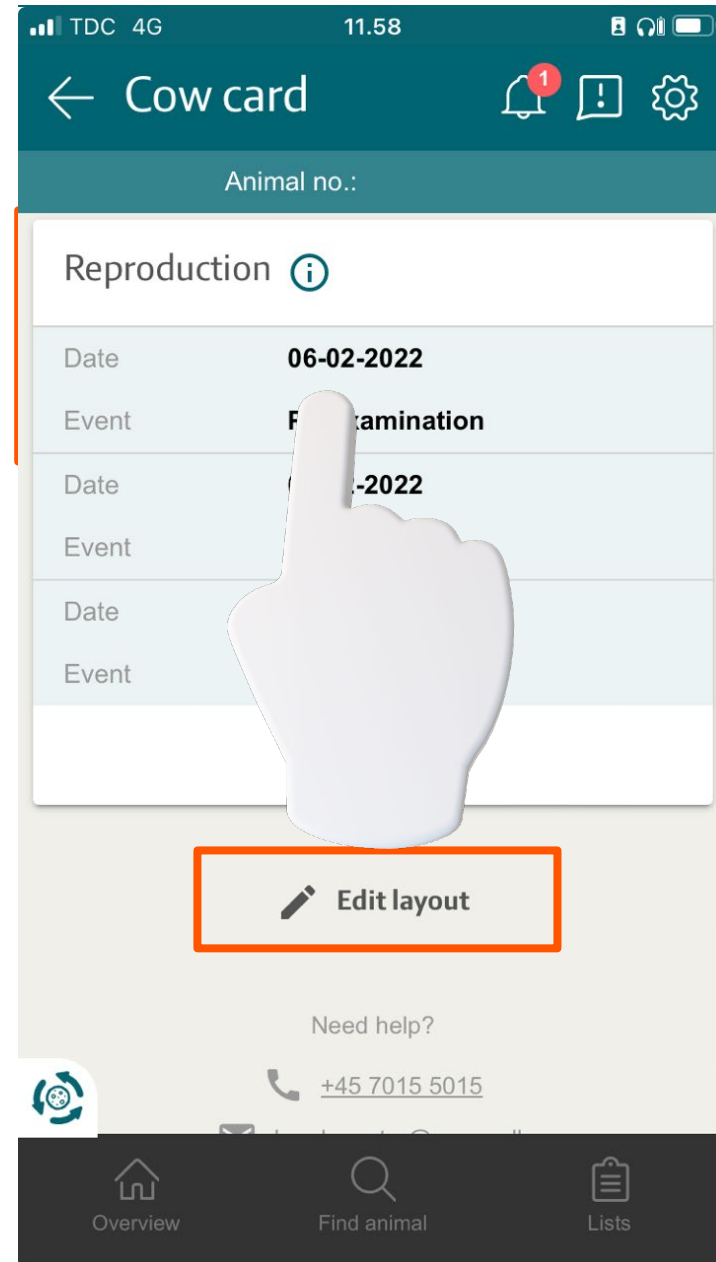 TDC 4G 11.58
Cow card 1
Animal no.:
Reproduction
Date 06-02-2022
Event
Date -2022
Event
Date
Event
Edit layout
Need help?
+45 7015 5015
Overview Find animal Lists